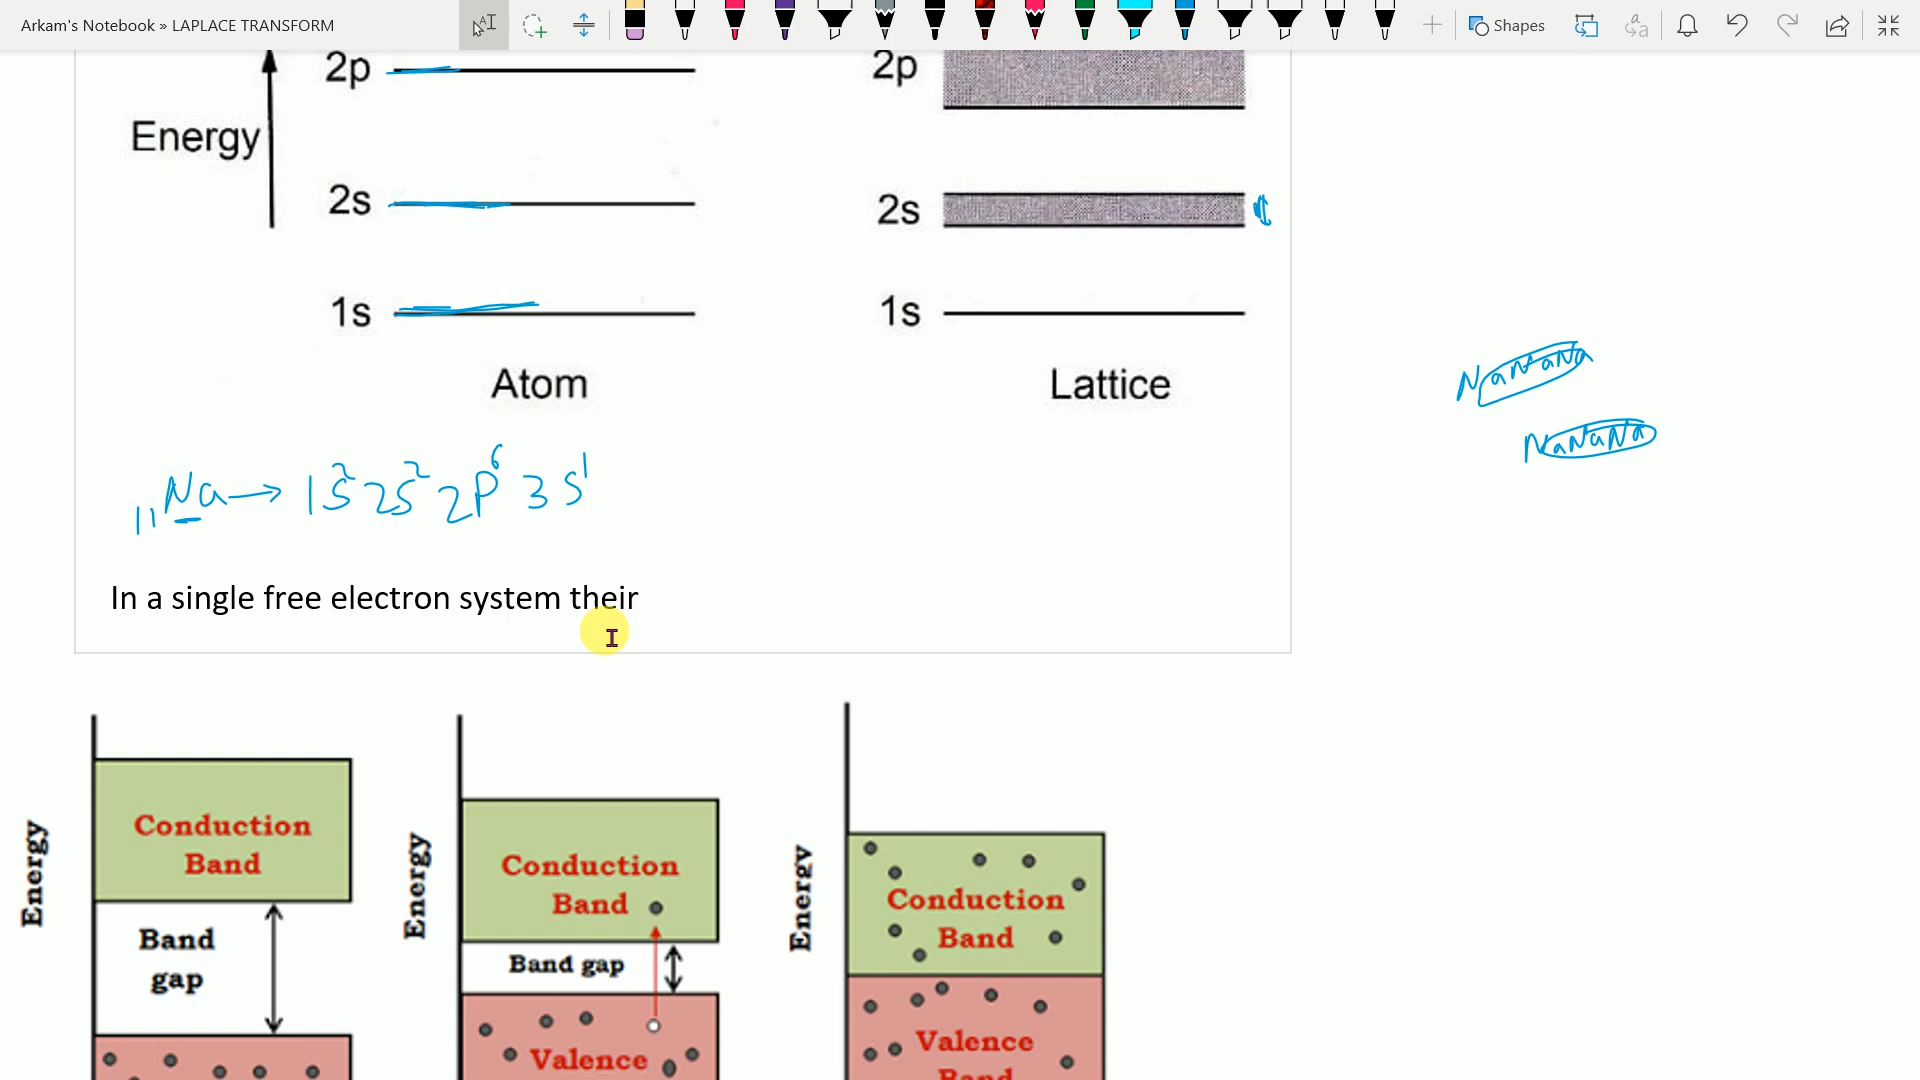 Arkam's Notebook » LAPLACE TRANSFORM
Shapes
2p
2p
Energy
2s
2s
1s
1s
Atom
Lattice
NaNaNa
NaNaNa
₁₁Na → 1s² 2s² 2p⁶ 3s¹
In a single free electron system their
Energy
Conduction
Band
Band
gap
Energy
Conduction
Band
Band gap
Valence
Energy
Conduction
Band
Valence
Band